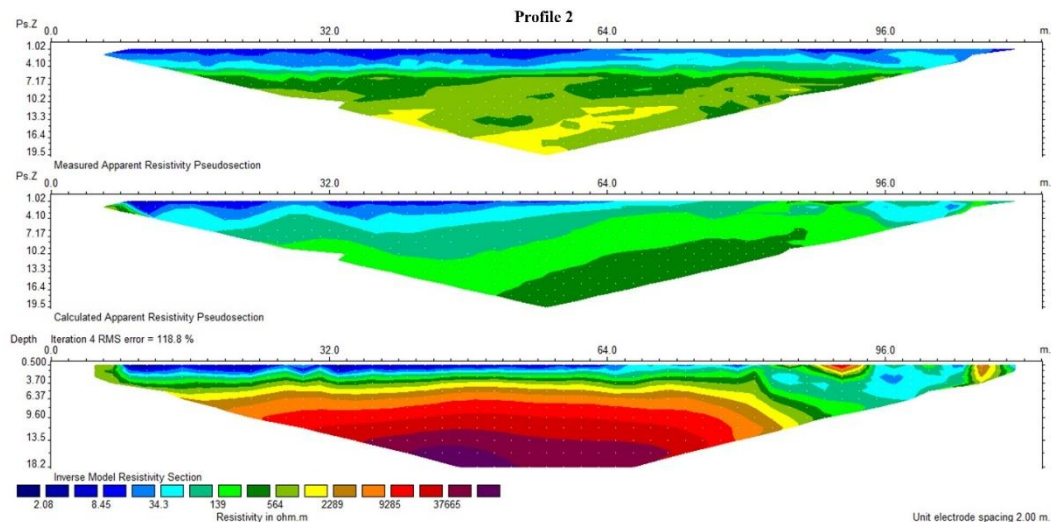 Profile 2
Ps.Z 0.0 32.0 64.0 96.0 m.
1.02
4.10
7.17
10.2
13.3
16.4
19.5
Measured Apparent Resistivity Pseudosection
Ps.Z 0.0 32.0 64.0 96.0 m.
1.02
4.10
7.17
10.2
13.3
16.4
19.5
Calculated Apparent Resistivity Pseudosection
Depth Iteration 4 RMS error = 118.8 %
0.0 32.0 64.0 96.0 m.
0.500
3.70
6.37
9.60
13.5
18.2
Inverse Model Resistivity Section
2.08 8.45 34.3 139 564 2289 9285 37665
Resistivity in ohm.m
Unit electrode spacing 2.00 m.